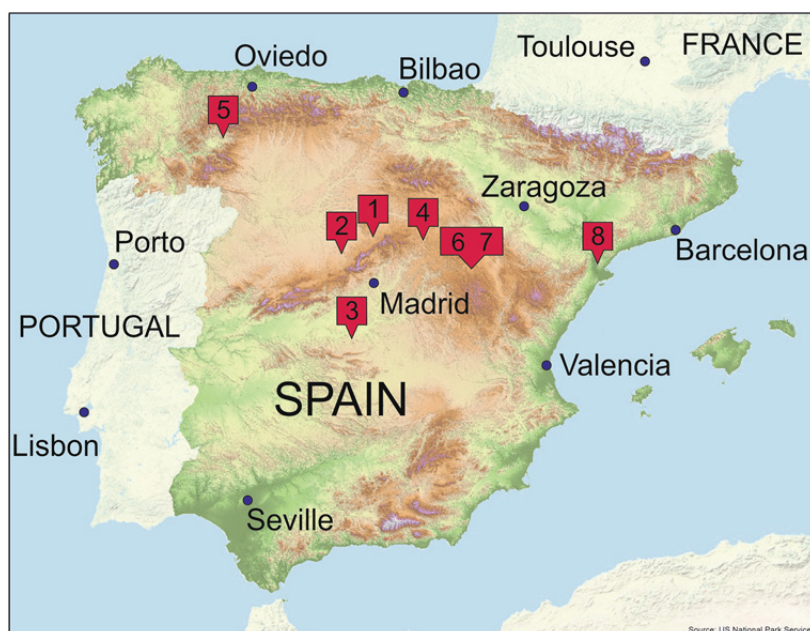 Toulouse
FRANCE
Oviedo
Bilbao
5
Zaragoza
1
4
2
6 7
8
Porto
Barcelona
Madrid
3
PORTUGAL
Valencia
SPAIN
Lisbon
Seville
Source: US National Park Service